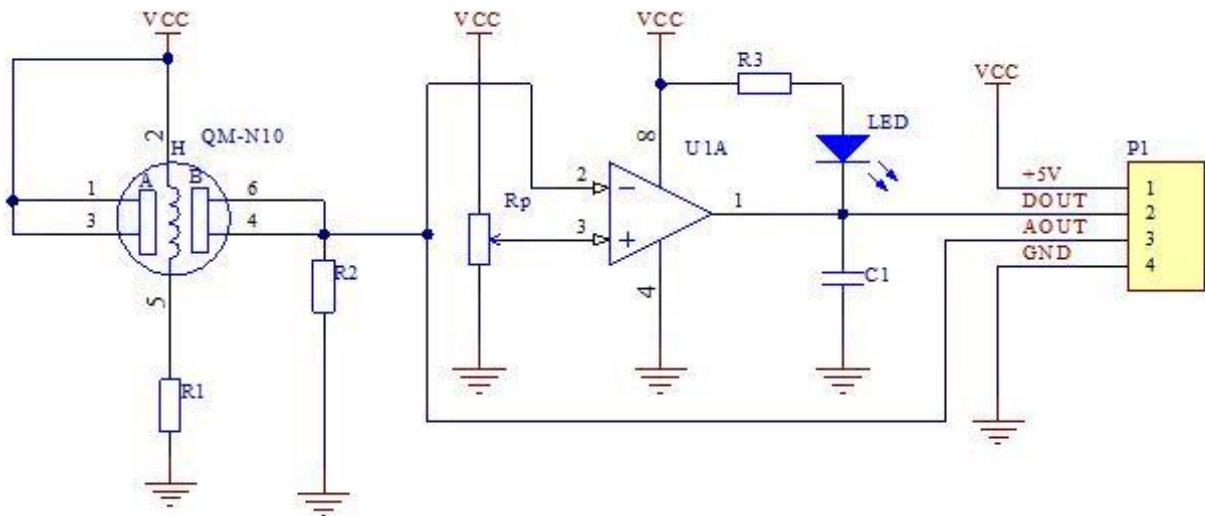 VCC
VCC
VCC
R3
VCC
2
QM-N10
H
8
U1A
LED
P1
1
A
B
6
3
4
2
Rp
3
1
+5V
1
DOUT
2
AOUT
3
GND
4
R2
5
4
C1
R1